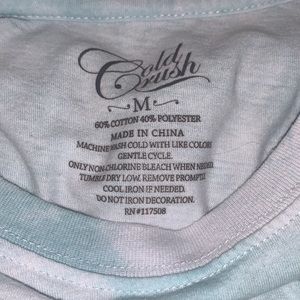 Cold
Crush
M
60% COTTON 40% POLYESTER
MADE IN CHINA
MACHINE WASH COLD WITH LIKE COLORS
GENTLE CYCLE.
ONLY NON-CHLORINE BLEACH WHEN NEEDED.
TUMBLE DRY LOW. REMOVE PROMPTLY
COOL IRON IF NEEDED.
DO NOT IRON DECORATION.
RN#117508